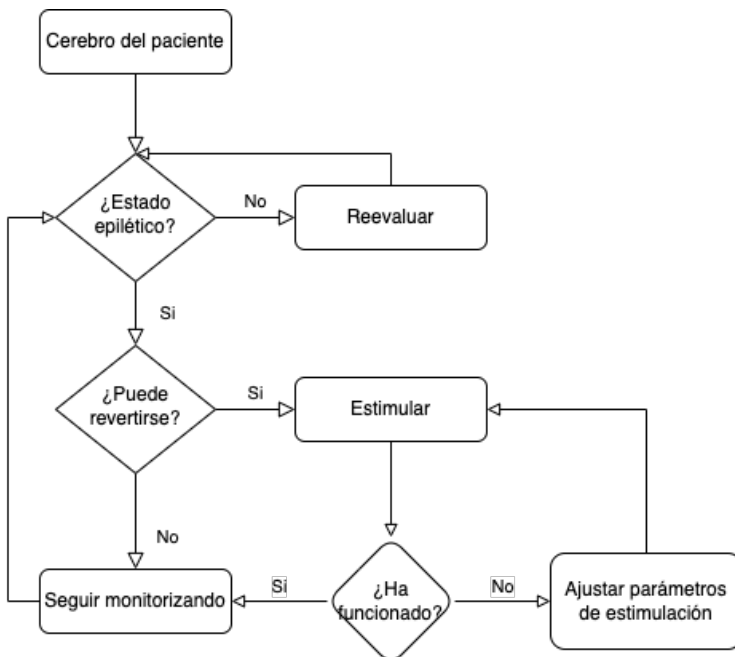 Cerebro del paciente
¿Estado
epilético?
No
Reevaluar
Si
¿Puede
revertirse?
Si
Estimular
No
Seguir monitorizando
Si
¿Ha
funcionado?
No
Ajustar parámetros
de estimulación